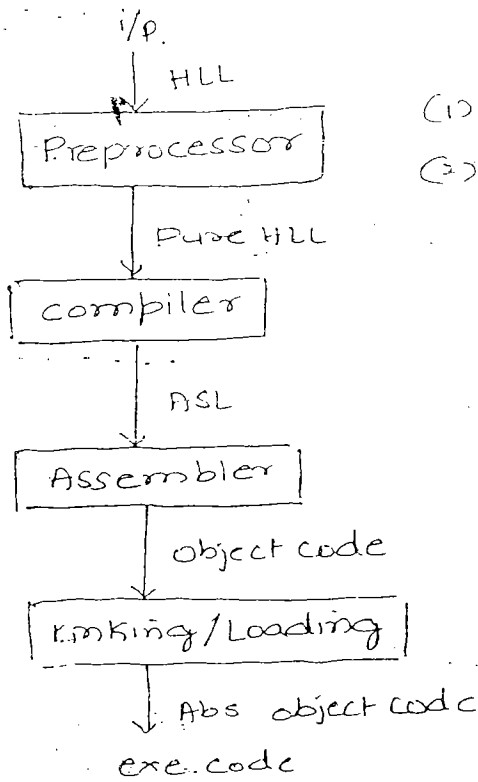 i/p.
HLL
(1)
Preprocessor
(2)
Pure HLL
compiler
ASL
Assembler
object code
Linking/Loading
Abs object code
exe.code